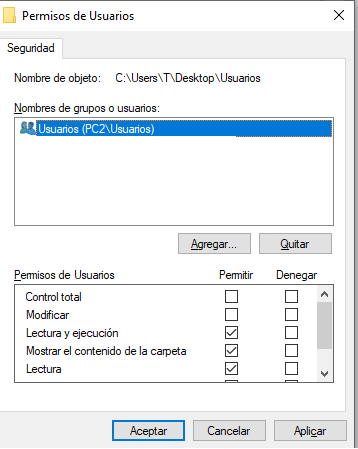 Permisos de Usuarios
Seguridad
Nombre de objeto: C:\Users\T\Desktop\Usuarios
Nombres de grupos o usuarios:
Usuarios (PC2\Usuarios)
Agregar... Quitar
Permisos de Usuarios Permitir Denegar
Control total
Modificar
Lectura y ejecución
Mostrar el contenido de la carpeta
Lectura
Aceptar Cancelar Aplicar